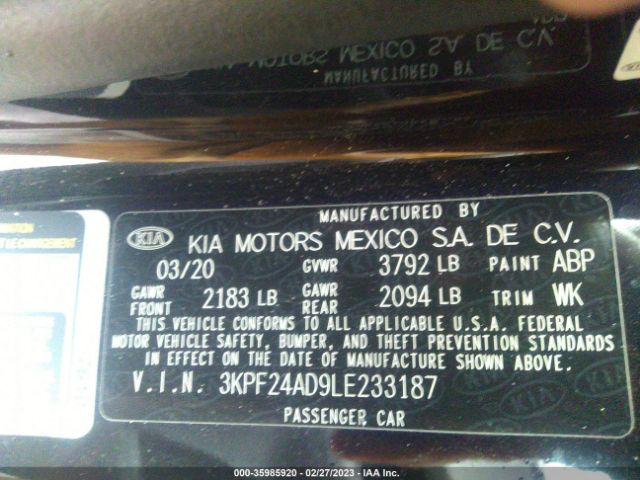 KIA MOTORS MEXICO S.A. DE C.V.
MANUFACTURED BY
MANUFACTURED BY
KIA
KIA MOTORS MEXICO S.A. DE C.V.
03/20 GVWR 3792 LB PAINT ABP
GAWR FRONT 2183 LB GAWR REAR 2094 LB TRIM WK
THIS VEHICLE CONFORMS TO ALL APPLICABLE U.S.A. FEDERAL
MOTOR VEHICLE SAFETY, BUMPER, AND THEFT PREVENTION STANDARDS
IN EFFECT ON THE DATE OF MANUFACTURE SHOWN ABOVE.
V.I.N. 3KPF24AD9LE233187
PASSENGER CAR
000-35985920 - 02/27/2023 - IAA Inc.